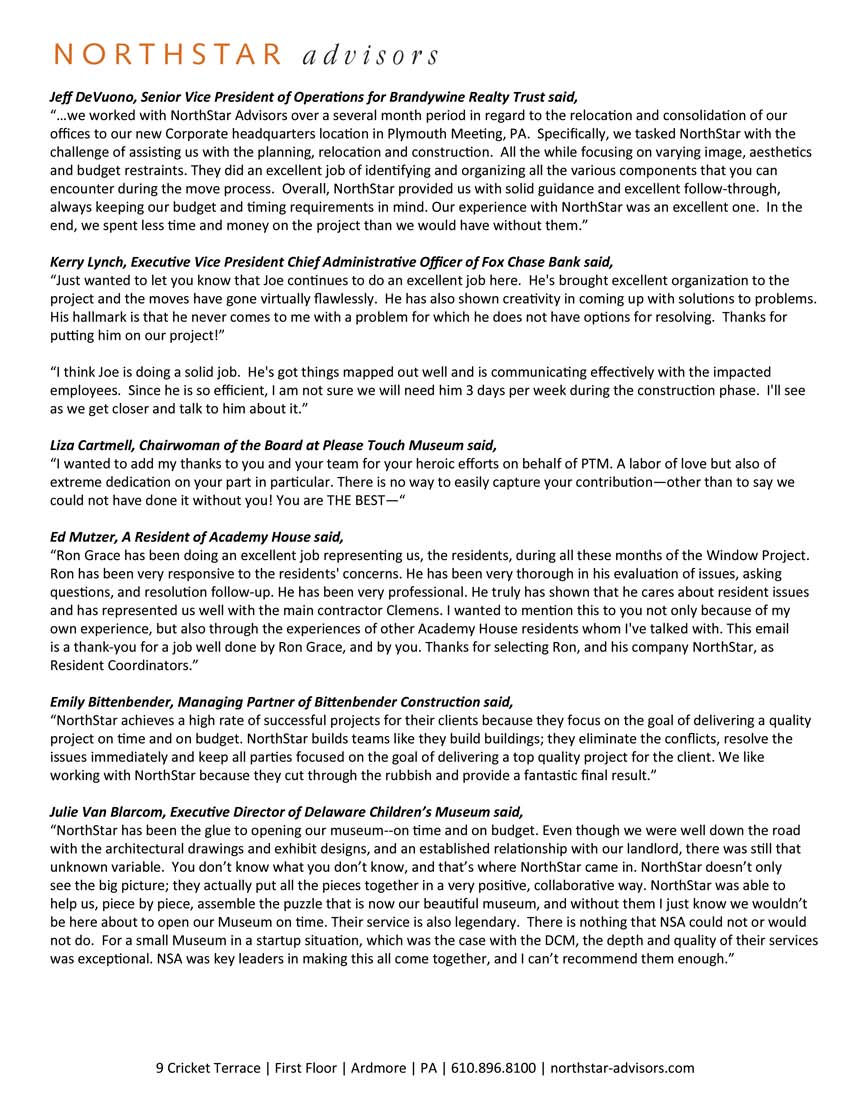 NORTHSTAR advisors
Jeff DeVuono, Senior Vice President of Operations for Brandywine Realty Trust said,
“…we worked with NorthStar Advisors over a several month period in regard to the relocation and consolidation of our
offices to our new Corporate headquarters location in Plymouth Meeting, PA.  Specifically, we tasked NorthStar with the
challenge of assisting us with the planning, relocation and construction.  All the while focusing on varying image, aesthetics
and budget restraints. They did an excellent job of identifying and organizing all the various components that you can
encounter during the move process.  Overall, NorthStar provided us with solid guidance and excellent follow-through,
always keeping our budget and timing requirements in mind. Our experience with NorthStar was an excellent one.  In the
end, we spent less time and money on the project than we would have without them.”
Kerry Lynch, Executive Vice President Chief Administrative Officer of Fox Chase Bank said,
“Just wanted to let you know that Joe continues to do an excellent job here.  He's brought excellent organization to the
project and the moves have gone virtually flawlessly.  He has also shown creativity in coming up with solutions to problems.
His hallmark is that he never comes to me with a problem for which he does not have options for resolving.  Thanks for
putting him on our project!”
“I think Joe is doing a solid job.  He's got things mapped out well and is communicating effectively with the impacted
employees.  Since he is so efficient, I am not sure we will need him 3 days per week during the construction phase.  I'll see
as we get closer and talk to him about it.”
Liza Cartmell, Chairwoman of the Board at Please Touch Museum said,
“I wanted to add my thanks to you and your team for your heroic efforts on behalf of PTM. A labor of love but also of
extreme dedication on your part in particular. There is no way to easily capture your contribution—other than to say we
could not have done it without you! You are THE BEST—“
Ed Mutzer, A Resident of Academy House said,
“Ron Grace has been doing an excellent job representing us, the residents, during all these months of the Window Project.
Ron has been very responsive to the residents' concerns. He has been very thorough in his evaluation of issues, asking
questions, and resolution follow-up. He has been very professional. He truly has shown that he cares about resident issues
and has represented us well with the main contractor Clemens. I wanted to mention this to you not only because of my
own experience, but also through the experiences of other Academy House residents whom I've talked with. This email
is a thank-you for a job well done by Ron Grace, and by you. Thanks for selecting Ron, and his company NorthStar, as
Resident Coordinators.”
Emily Bittenbender, Managing Partner of Bittenbender Construction said,
“NorthStar achieves a high rate of successful projects for their clients because they focus on the goal of delivering a quality
project on time and on budget. NorthStar builds teams like they build buildings; they eliminate the conflicts, resolve the
issues immediately and keep all parties focused on the goal of delivering a top quality project for the client. We like
working with NorthStar because they cut through the rubbish and provide a fantastic final result.”
Julie Van Blarcom, Executive Director of Delaware Children’s Museum said,
“NorthStar has been the glue to opening our museum--on time and on budget. Even though we were well down the road
with the architectural drawings and exhibit designs, and an established relationship with our landlord, there was still that
unknown variable.  You don’t know what you don’t know, and that’s where NorthStar came in. NorthStar doesn’t only
see the big picture; they actually put all the pieces together in a very positive, collaborative way. NorthStar was able to
help us, piece by piece, assemble the puzzle that is now our beautiful museum, and without them I just know we wouldn’t
be here about to open our Museum on time. Their service is also legendary.  There is nothing that NSA could not or would
not do.  For a small Museum in a startup situation, which was the case with the DCM, the depth and quality of their services
was exceptional. NSA was key leaders in making this all come together, and I can’t recommend them enough.”
9 Cricket Terrace | First Floor | Ardmore | PA | 610.896.8100 | northstar-advisors.com